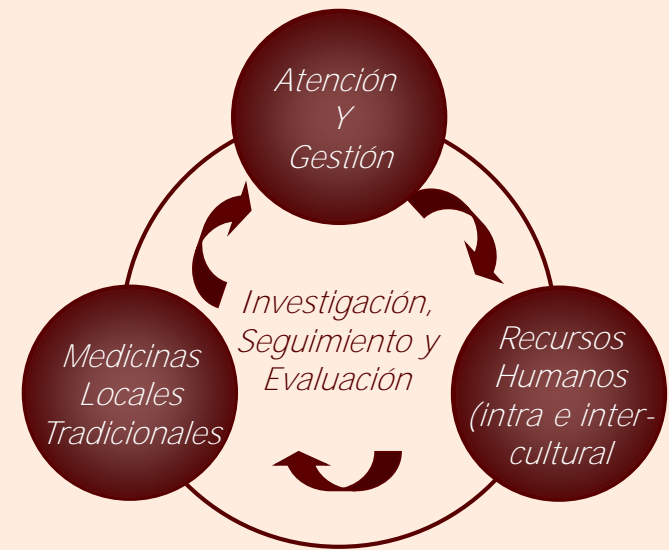 Atención
Y
Gestión
Investigación,
Seguimiento y
Evaluación
Medicinas
Locales
Tradicionales
Recursos
Humanos
(intra e inter-
cultural